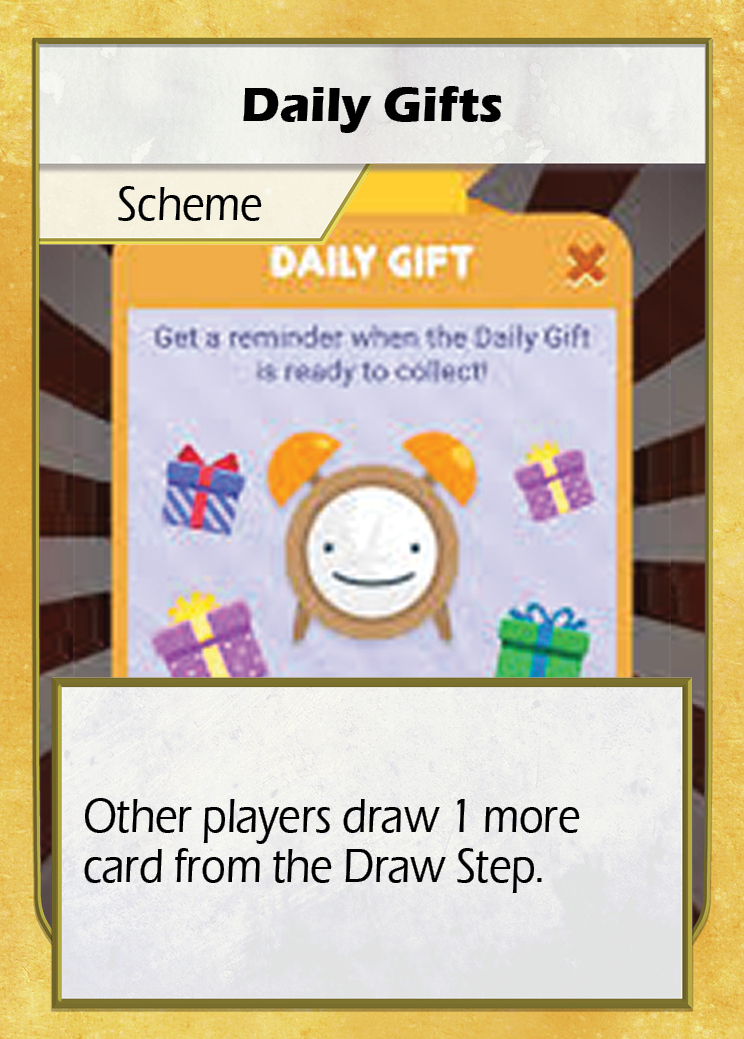 Daily Gifts
Scheme
DAILY GIFT
Get a reminder when the Daily Gift
is ready to collect!
Other players draw 1 more
card from the Draw Step.